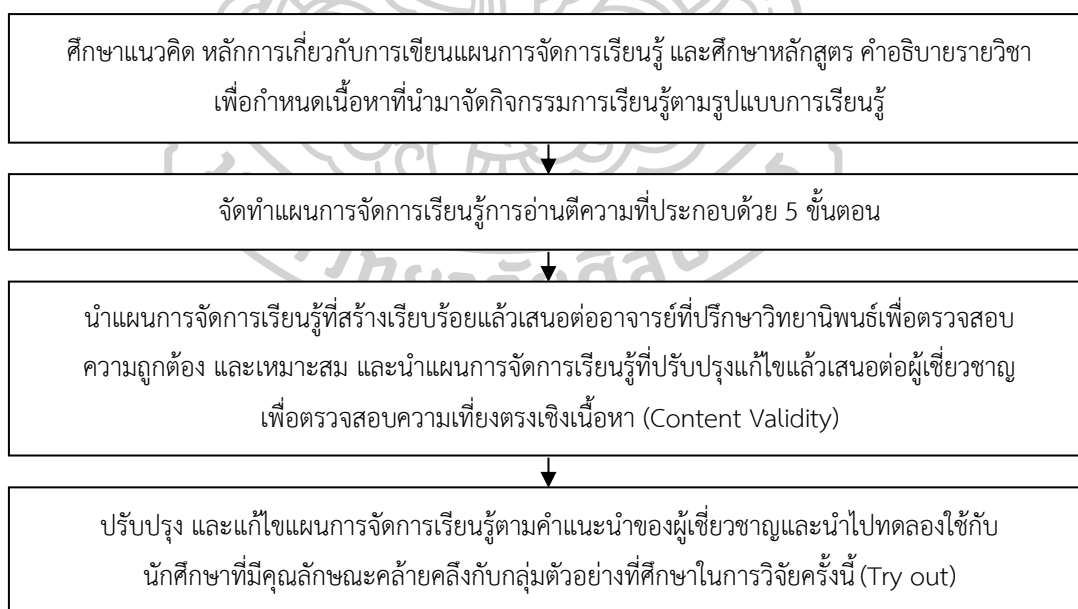 ศึกษาแนวคิด หลักการเกี่ยวกับการเขียนแผนการจัดการเรียนรู้ และศึกษาหลักสูตร คำอธิบายรายวิชา
เพื่อกำหนดเนื้อหาที่นำมาจัดกิจกรรมการเรียนรู้ตามรูปแบบการเรียนรู้
จัดทำแผนการจัดการเรียนรู้การอ่านตีความที่ประกอบด้วย 5 ขั้นตอน
นำแผนการจัดการเรียนรู้ที่สร้างเรียบร้อยแล้วเสนอต่ออาจารย์ที่ปรึกษาวิทยานิพนธ์เพื่อตรวจสอบ
ความถูกต้อง และเหมาะสม และนำแผนการจัดการเรียนรู้ที่ปรับปรุงแก้ไขแล้วเสนอต่อผู้เชี่ยวชาญ
เพื่อตรวจสอบความเที่ยงตรงเชิงเนื้อหา (Content Validity)
ปรับปรุง และแก้ไขแผนการจัดการเรียนรู้ตามคำแนะนำของผู้เชี่ยวชาญและนำไปทดลองใช้กับ
นักศึกษาที่มีคุณลักษณะคล้ายคลึงกับกลุ่มตัวอย่างที่ศึกษาในการวิจัยครั้งนี้ (Try out)